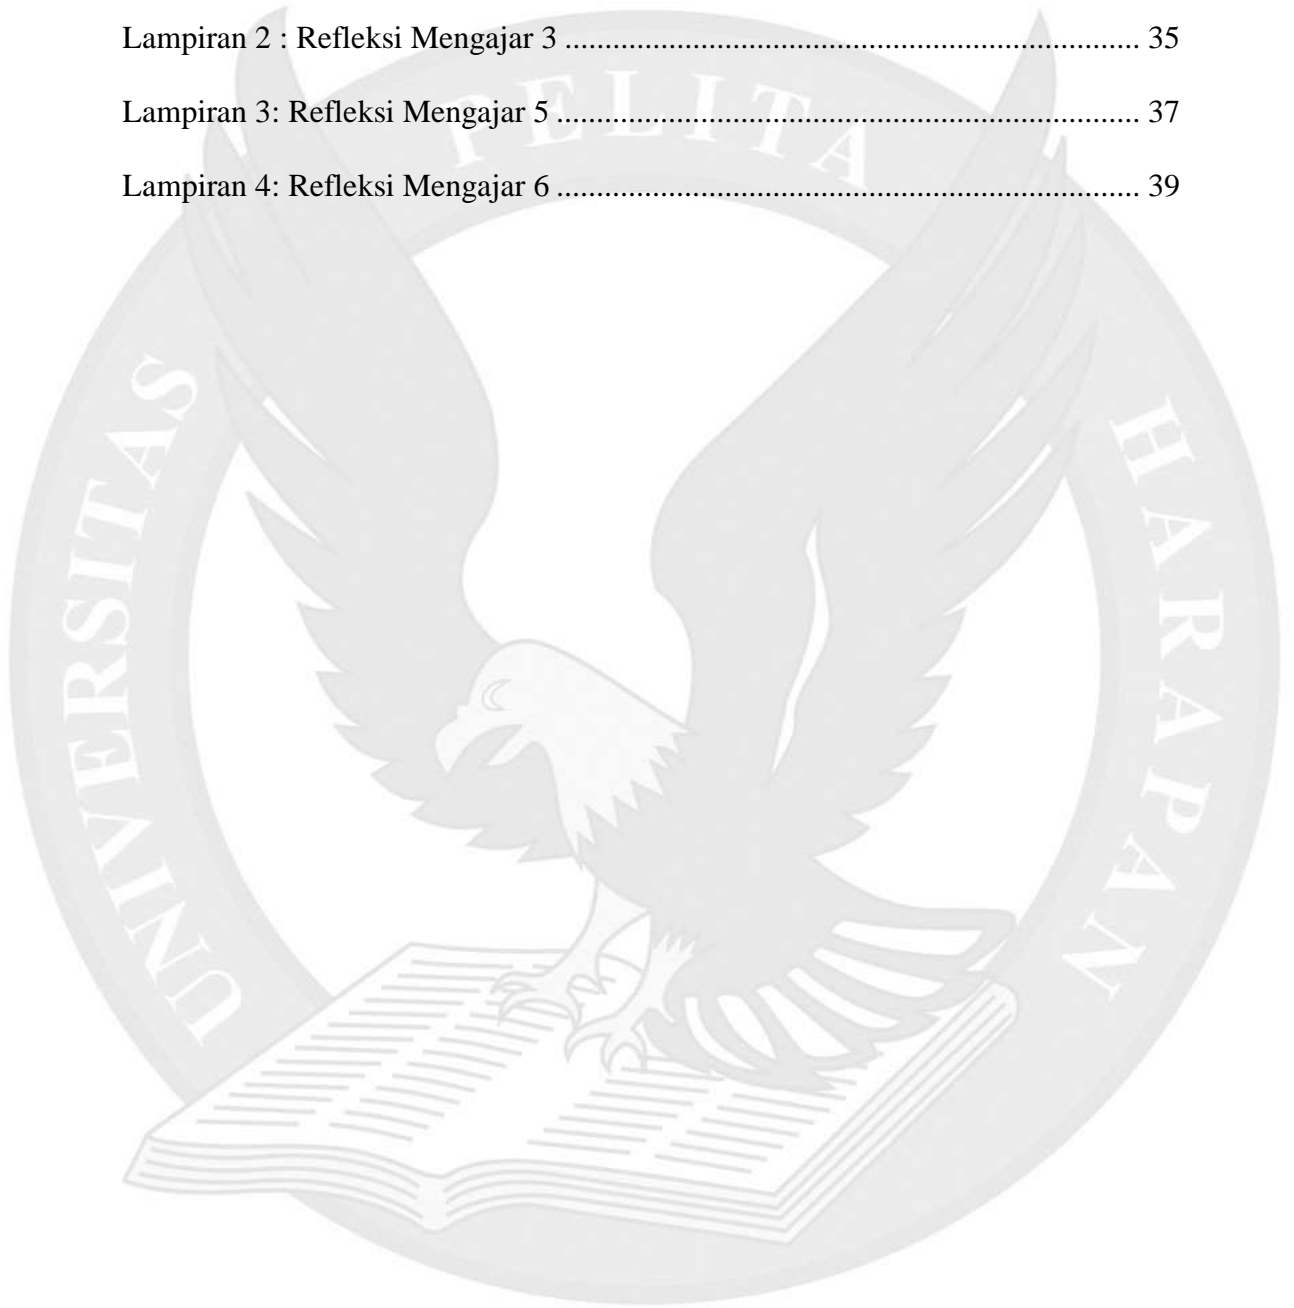 Lampiran 2 : Refleksi Mengajar 3 ........................................................................ 35
Lampiran 3: Refleksi Mengajar 5 ......................................................................... 37
Lampiran 4: Refleksi Mengajar 6 ......................................................................... 39
UNIVERSITAS PELITA HARAPAN